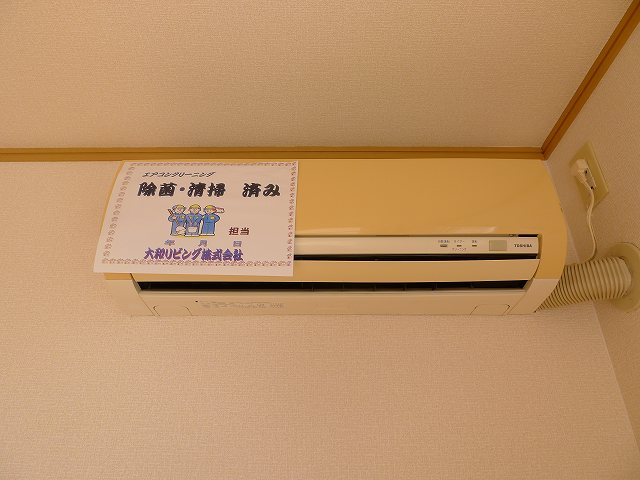 エアコンクリーニング
除菌・清掃 済み
担当
年 月 日
大和リビング株式会社
TOSHIBA